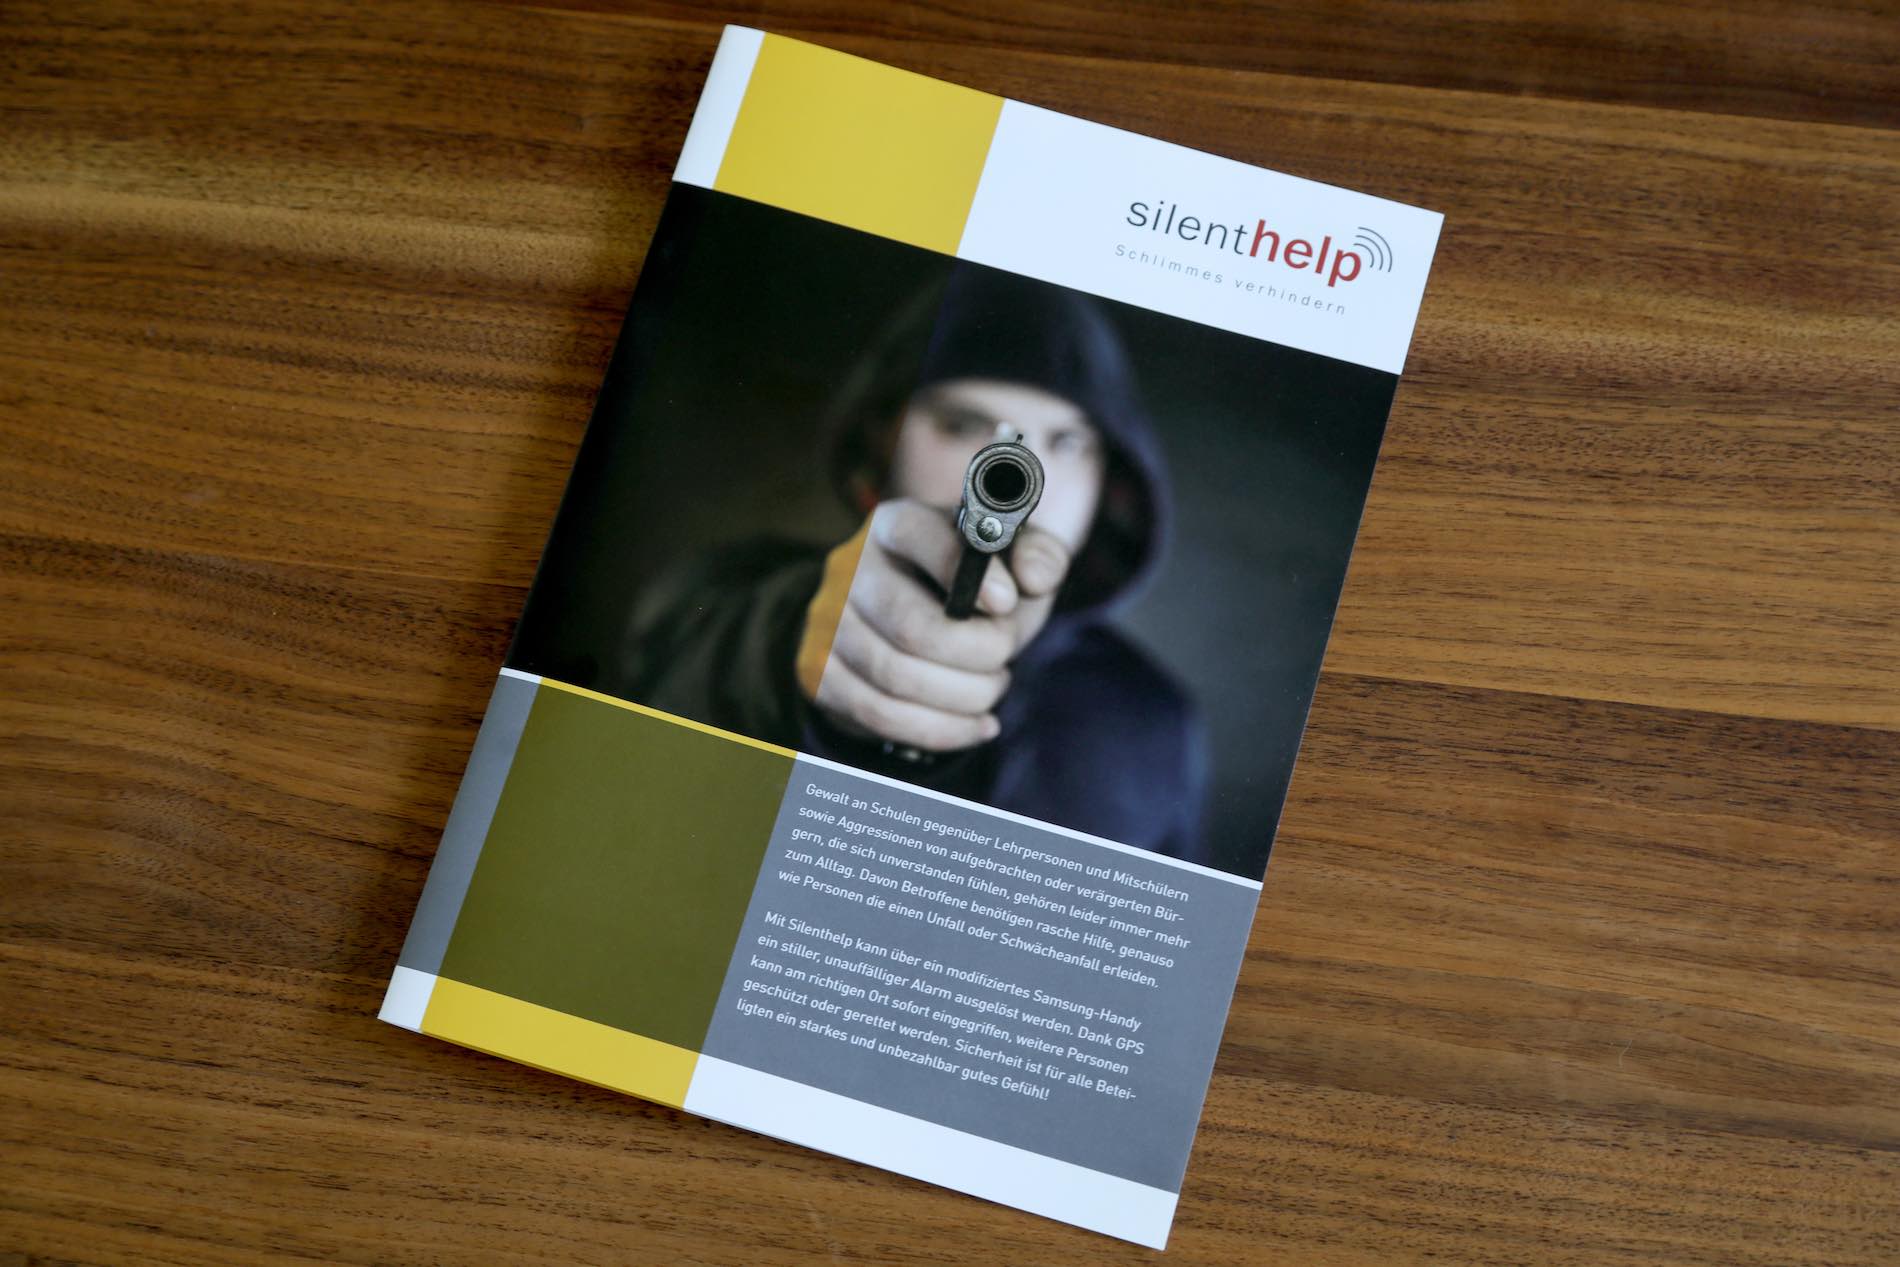 silenthelp
Schlimmes verhindern
Gewalt an Schulen gegenüber Lehrpersonen und Mitschülern
sowie Aggressionen von aufgebrachten oder verärgerten Bür-
gern, die sich unverstanden fühlen, gehören leider immer mehr
zum Alltag. Davon Betroffene benötigen rasche Hilfe, genauso
wie Personen die einen Unfall oder Schwächeanfall erleiden.
Mit Silenthelp kann über ein modifiziertes Samsung-Handy
ein stiller, unauffälliger Alarm ausgelöst werden. Dank GPS
kann am richtigen Ort sofort eingegriffen, weitere Personen
geschützt oder gerettet werden. Sicherheit ist für alle Betei-
ligten ein starkes und unbezahlbar gutes Gefühl!